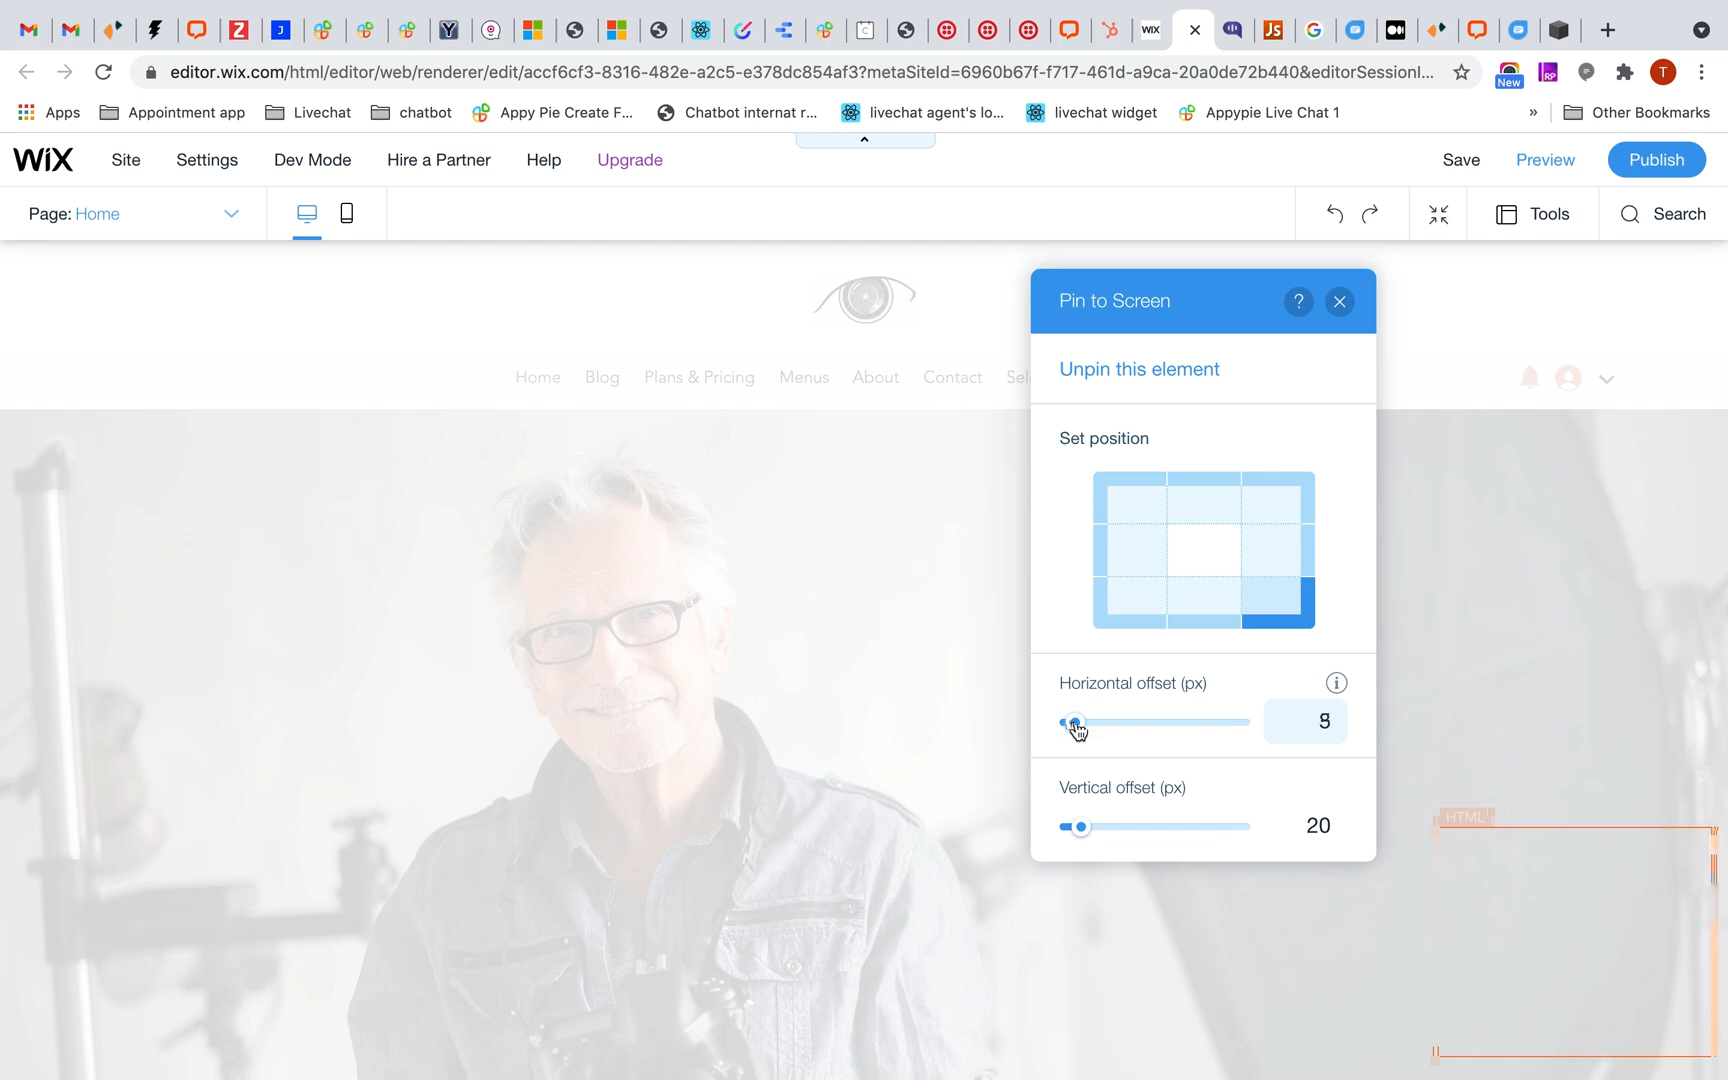 editor.wix.com/html/editor/web/renderer/edit/accf6cf3-8316-482e-a2c5-e378dc854af3?metaSiteId=6960b67f-f717-461d-a9ca-20a0de72b440&editorSessionI...
New
T
Apps
Appointment app
Livechat
chatbot
Appy Pie Create F...
Chatbot internat r...
livechat agent's lo...
livechat widget
Appypie Live Chat 1
»
Other Bookmarks
WiX
Site
Settings
Dev Mode
Hire a Partner
Help
Upgrade
Save
Preview
Publish
Page: Home
Tools
Search
Pin to Screen
?
Unpin this element
Home
Blog
Plans & Pricing
Menus
About
Contact
Sel
Set position
Horizontal offset (px)
Vertical offset (px)
20
HTML